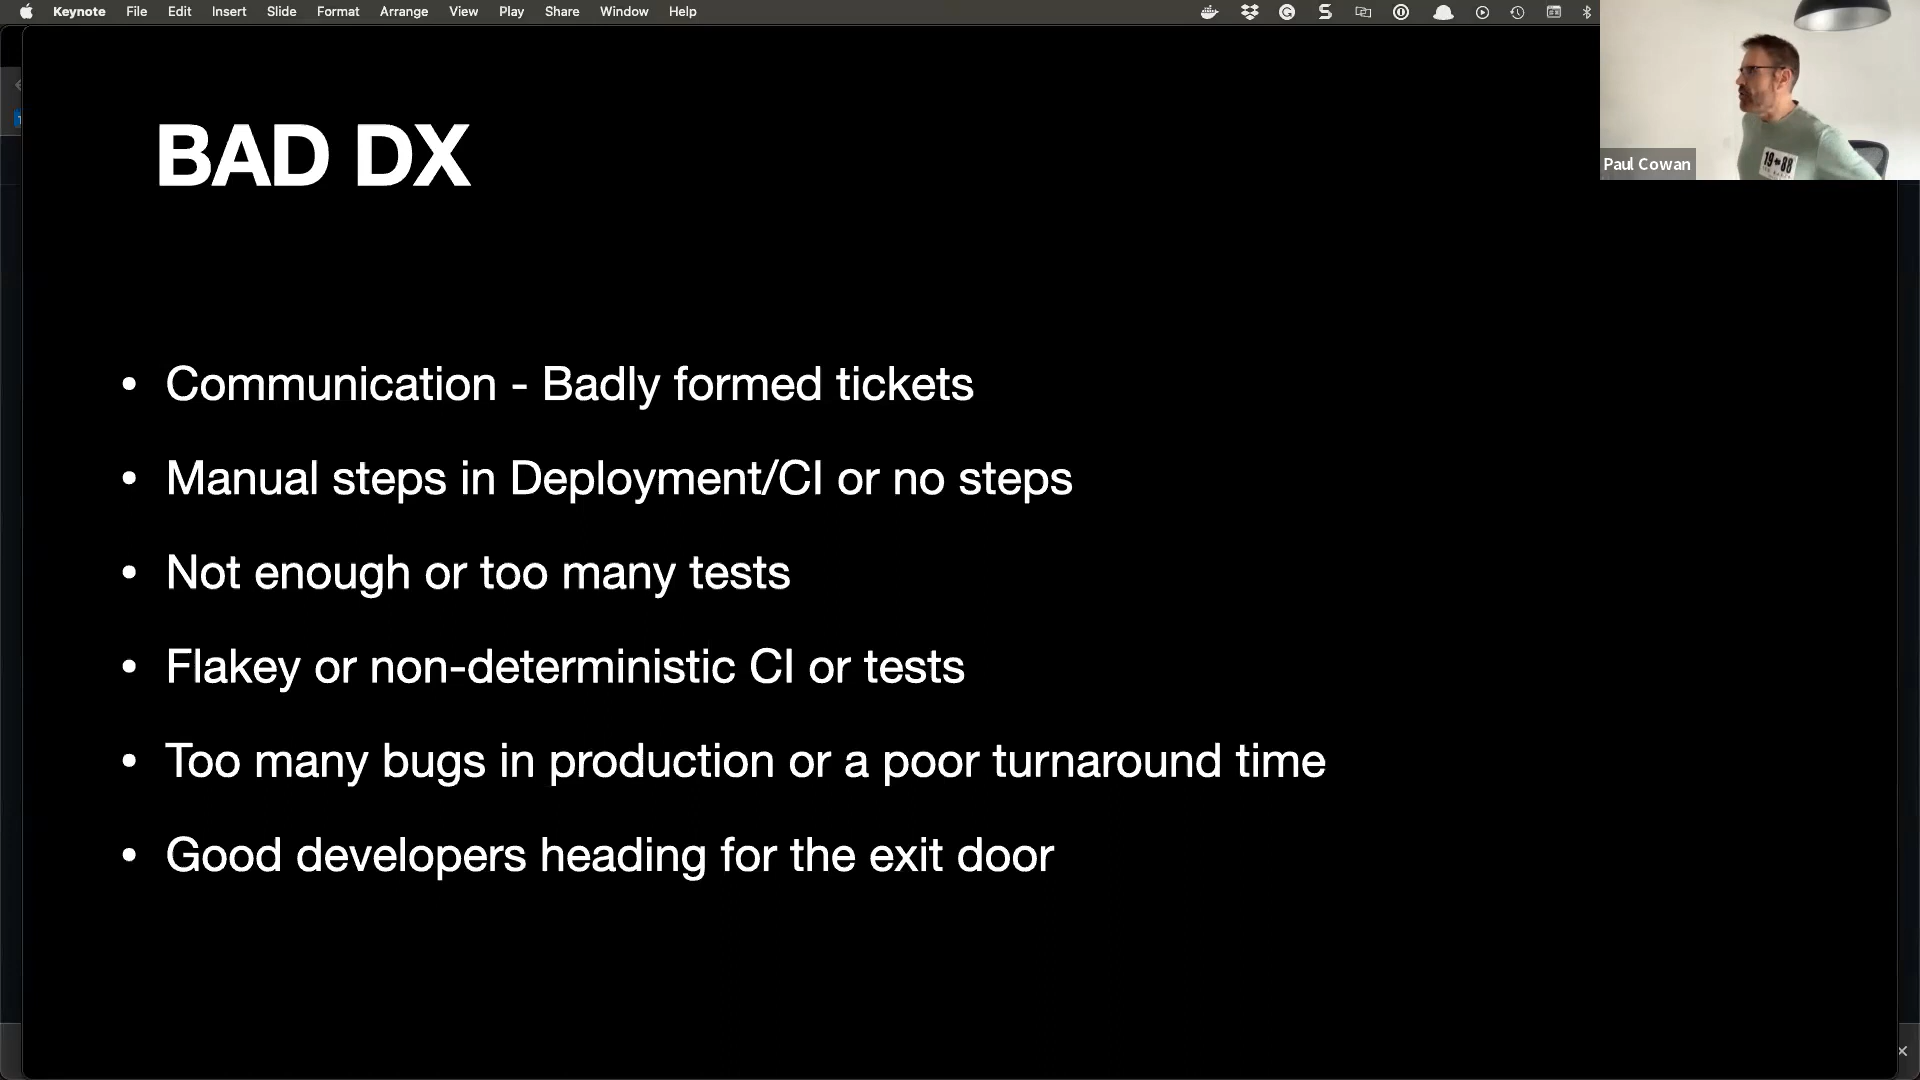 Keynote File Edit Insert Slide Format Arrange View Play Share Window Help
Paul Cowan
19 88
BAD DX
• Communication - Badly formed tickets
• Manual steps in Deployment/CI or no steps
• Not enough or too many tests
• Flakey or non-deterministic CI or tests
• Too many bugs in production or a poor turnaround time
• Good developers heading for the exit door